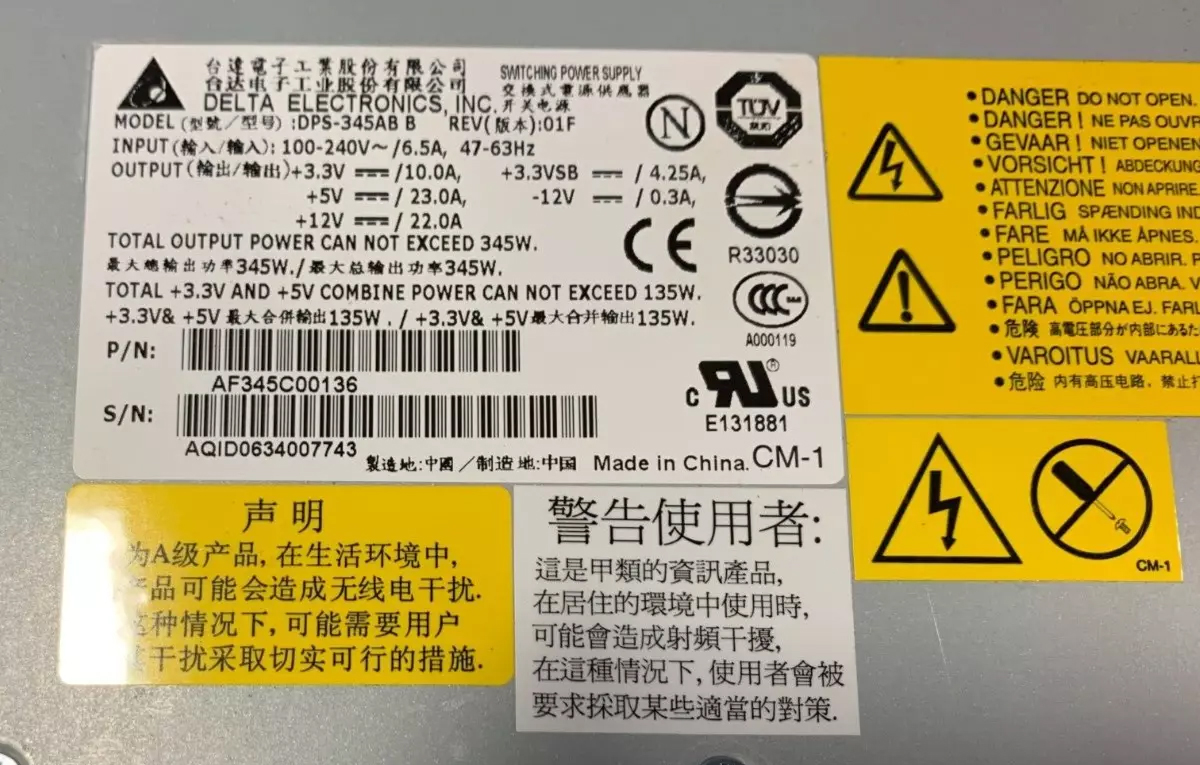 台達電子工業股份有限公司
台达电子工业股份有限公司
DELTA ELECTRONICS, INC.
SWITCHING POWER SUPPLY
交換式電源供應器
开关电源
MODEL (型號/型号) :DPS-345AB B REV(版本):01F
INPUT (輸入/输入): 100-240V~/6.5A, 47-63Hz
OUTPUT (輸出/输出)+3.3V / 10.0A, +3.3VSB / 4.25A,
+5V / 23.0A, -12V / 0.3A,
+12V / 22.0A
TOTAL OUTPUT POWER CAN NOT EXCEED 345W.
最大總輸出功率345W./最大总输出功率345W.
TOTAL +3.3V AND +5V COMBINE POWER CAN NOT EXCEED 135W.
+3.3V& +5V 最大合併輸出135W . / +3.3V& +5V最大合并输出135W.
P/N:
AF345C00136
S/N:
AQID0634007743
製造地:中國 / 制造地:中国 Made in China. CM-1
N
TÜV
CE
R33030
CCC
A000119
C RU ® US
E131881
• DANGER DO NOT OPEN.
• DANGER ! NE PAS OUVR
• GEVAAR ! NIET OPENEN
• VORSICHT ! ABDECKUNG
• ATTENZIONE NON APRIRE.
• FARLIG SPÆNDING IND
• FARE MÅ IKKE ÅPNES.
• PELIGRO NO ABRIR. P
• PERIGO NÃO ABRA. V
• FARA ÖPPNA EJ. FARL
• 危険 高電圧部分が内部にあるた
• VAROITUS VAARALL
• 危险 内有高压电路，禁止打
CM-1
声明
为A级产品, 在生活环境中,
产品可能会造成无线电干扰.
这种情况下, 可能需要用户
其干扰采取切实可行的措施.
警告使用者:
這是甲類的資訊產品,
在居住的環境中使用時,
可能會造成射頻干擾,
在這種情況下, 使用者會被
要求採取某些適當的對策.